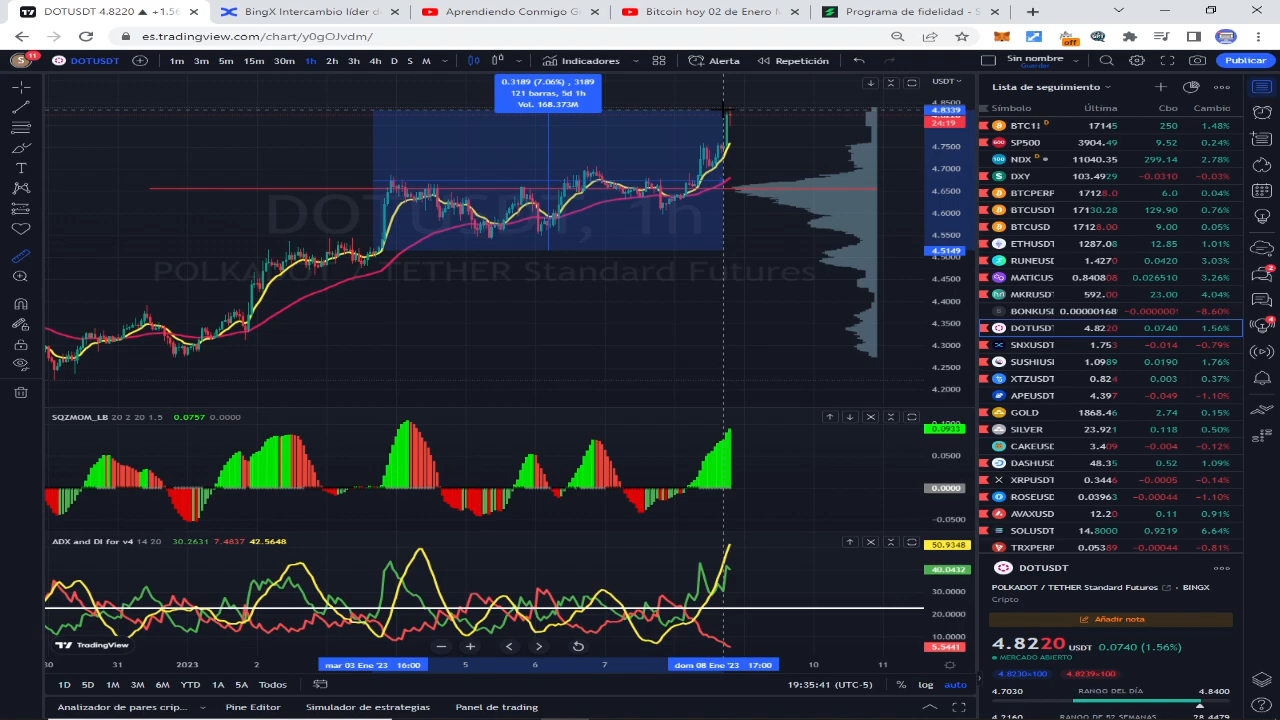 DOTUSDT 4.8220 ▲ +1.56
BingX Intercambio líder d
Aprendiendo Conmigo G
Bitcoin hoy 02 de Enero N
Programa de fidelidad - S
es.tradingview.com/chart/y0gOJvdm/
off
11
DOTUSDT
1m 3m 5m 15m 30m 1h 2h 3h 4h D S M
Indicadores
Alerta
Repetición
Sin nombre
Guardar
Publicar
0.3189 (7.06%) , 3189
121 barras, 5d 1h
Vol. 168.373M
DOTUSDT, 1h
POLKADOT / TETHER Standard Futures
USDT
4.8500
4.8339
24:19
4.7500
4.7000
4.6500
4.6000
4.5500
4.5149
4.5000
4.4500
4.4000
4.3500
4.3000
4.2500
4.2000
SQZMOM_LB 20 2 20 1.5 0.0757 0.0000
0.0933
0.0500
0.0000
−0.0500
ADX and DI for v4 14 20 30.2631 7.4837 42.5648
50.9348
40.0432
30.0000
20.0000
10.0000
5.5441
TradingView
30 31 2023 2 mar 03 Ene '23 16:00 5 6 7 dom 08 Ene '23 17:00 10 11
1D 5D 1M 3M 6M YTD 1A 5A Todos
19:35:41 (UTC-5)
% log auto
Analizador de pares crip...
Pine Editor
Simulador de estrategias
Panel de trading
Lista de seguimiento
Símbolo Última Cbo Cambio
BTC1! D 17145 250 1.48%
SP500 3904.49 9.52 0.24%
NDX D 11040.35 299.14 2.78%
DXY 103.4929 −0.0310 −0.03%
BTCPERP 17128.0 6.0 0.04%
BTCUSDT 17130.28 129.90 0.76%
BTCUSD 17128.00 9.00 0.05%
ETHUSDT 1287.08 12.85 1.01%
RUNEUSD 1.4270 0.0420 3.03%
MATICUS 0.840808 0.026510 3.26%
MKRUSDT 592.00 23.00 4.04%
BONKUSD 0.00000168 −0.0000001 −8.60%
DOTUSDT 4.8220 0.0740 1.56%
SNXUSDT 1.753 −0.014 −0.79%
SUSHIUSI 1.0989 0.0190 1.76%
XTZUSDT 0.824 0.003 0.37%
APEUSDT 4.397 −0.049 −1.10%
GOLD 1868.46 2.74 0.15%
SILVER 23.921 0.118 0.50%
CAKEUSD 3.409 −0.004 −0.12%
DASHUSD 48.35 0.52 1.09%
XRPUSDT 0.3446 −0.0005 −0.14%
ROSEUSD 0.03963 −0.00044 −1.10%
AVAXUSD 12.20 0.11 0.91%
SOLUSDT 14.8000 0.9219 6.64%
TRXPERP 0.05389 −0.00044 −0.81%
DOTUSDT
POLKADOT / TETHER Standard Futures BINGX
Cripto
Añadir nota
4.8220 USDT 0.0740 (1.56%)
MERCADO ABIERTO
4.8230×100 4.8239×100
4.7030 RANGO DEL DÍA 4.8400
4.2160 RANGO DE 52 SEMANAS 28.4479